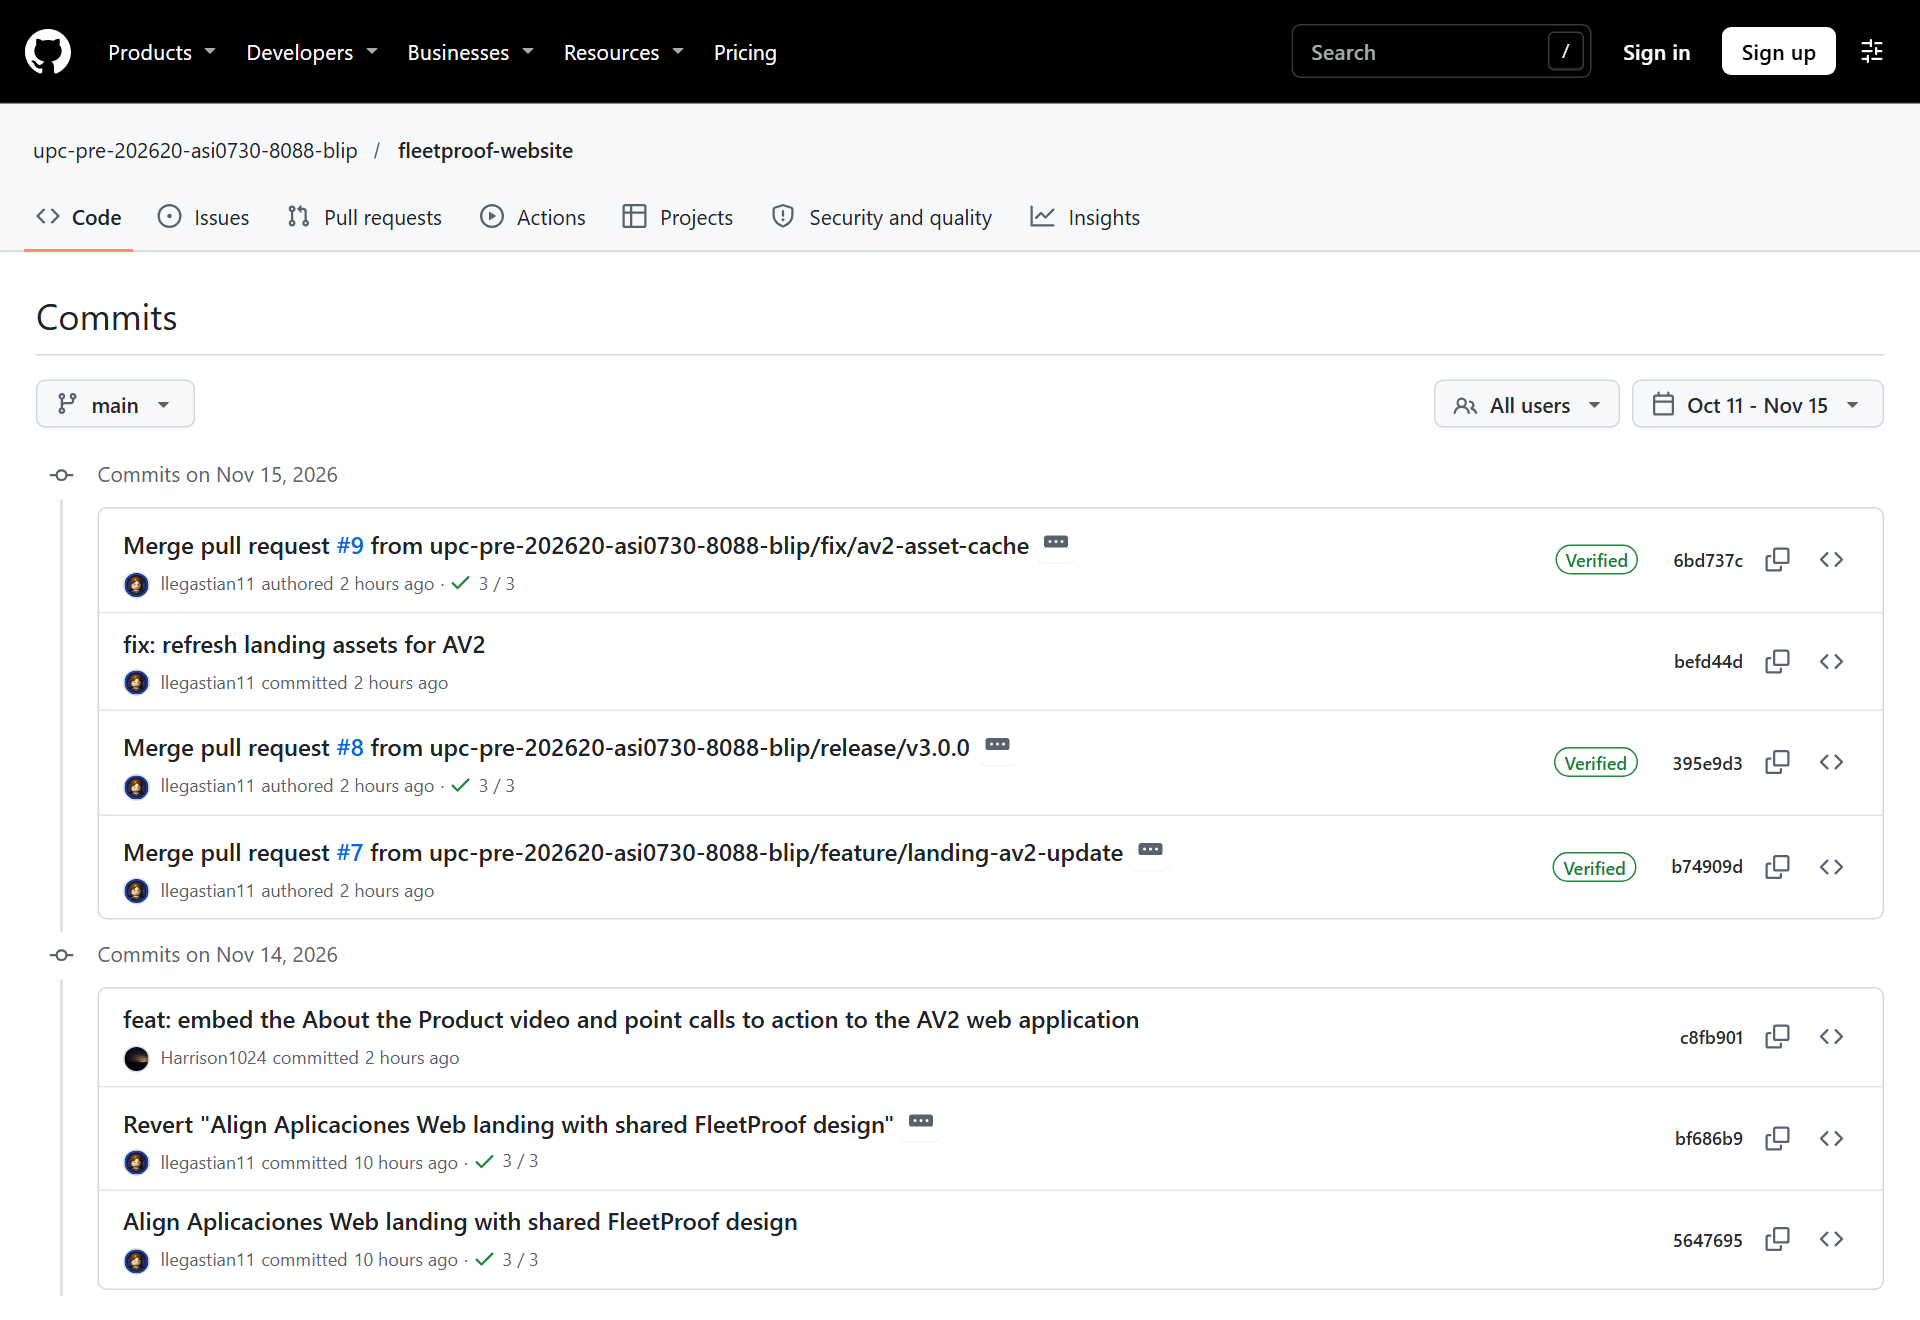 Products Developers Businesses Resources Pricing Search / Sign in Sign up
upc-pre-202620-asi0730-8088-blip / fleetproof-website
Code Issues Pull requests Actions Projects Security and quality Insights
Commits
main All users Oct 11 - Nov 15
Commits on Nov 15, 2026
Merge pull request #9 from upc-pre-202620-asi0730-8088-blip/fix/av2-asset-cache
Verified 6bd737c
llegastian11 authored 2 hours ago · 3 / 3
fix: refresh landing assets for AV2
befd44d
llegastian11 committed 2 hours ago
Merge pull request #8 from upc-pre-202620-asi0730-8088-blip/release/v3.0.0
Verified 395e9d3
llegastian11 authored 2 hours ago · 3 / 3
Merge pull request #7 from upc-pre-202620-asi0730-8088-blip/feature/landing-av2-update
Verified b74909d
llegastian11 authored 2 hours ago
Commits on Nov 14, 2026
feat: embed the About the Product video and point calls to action to the AV2 web application
c8fb901
Harrison1024 committed 2 hours ago
Revert "Align Aplicaciones Web landing with shared FleetProof design"
bf686b9
llegastian11 committed 10 hours ago · 3 / 3
Align Aplicaciones Web landing with shared FleetProof design
5647695
llegastian11 committed 10 hours ago · 3 / 3